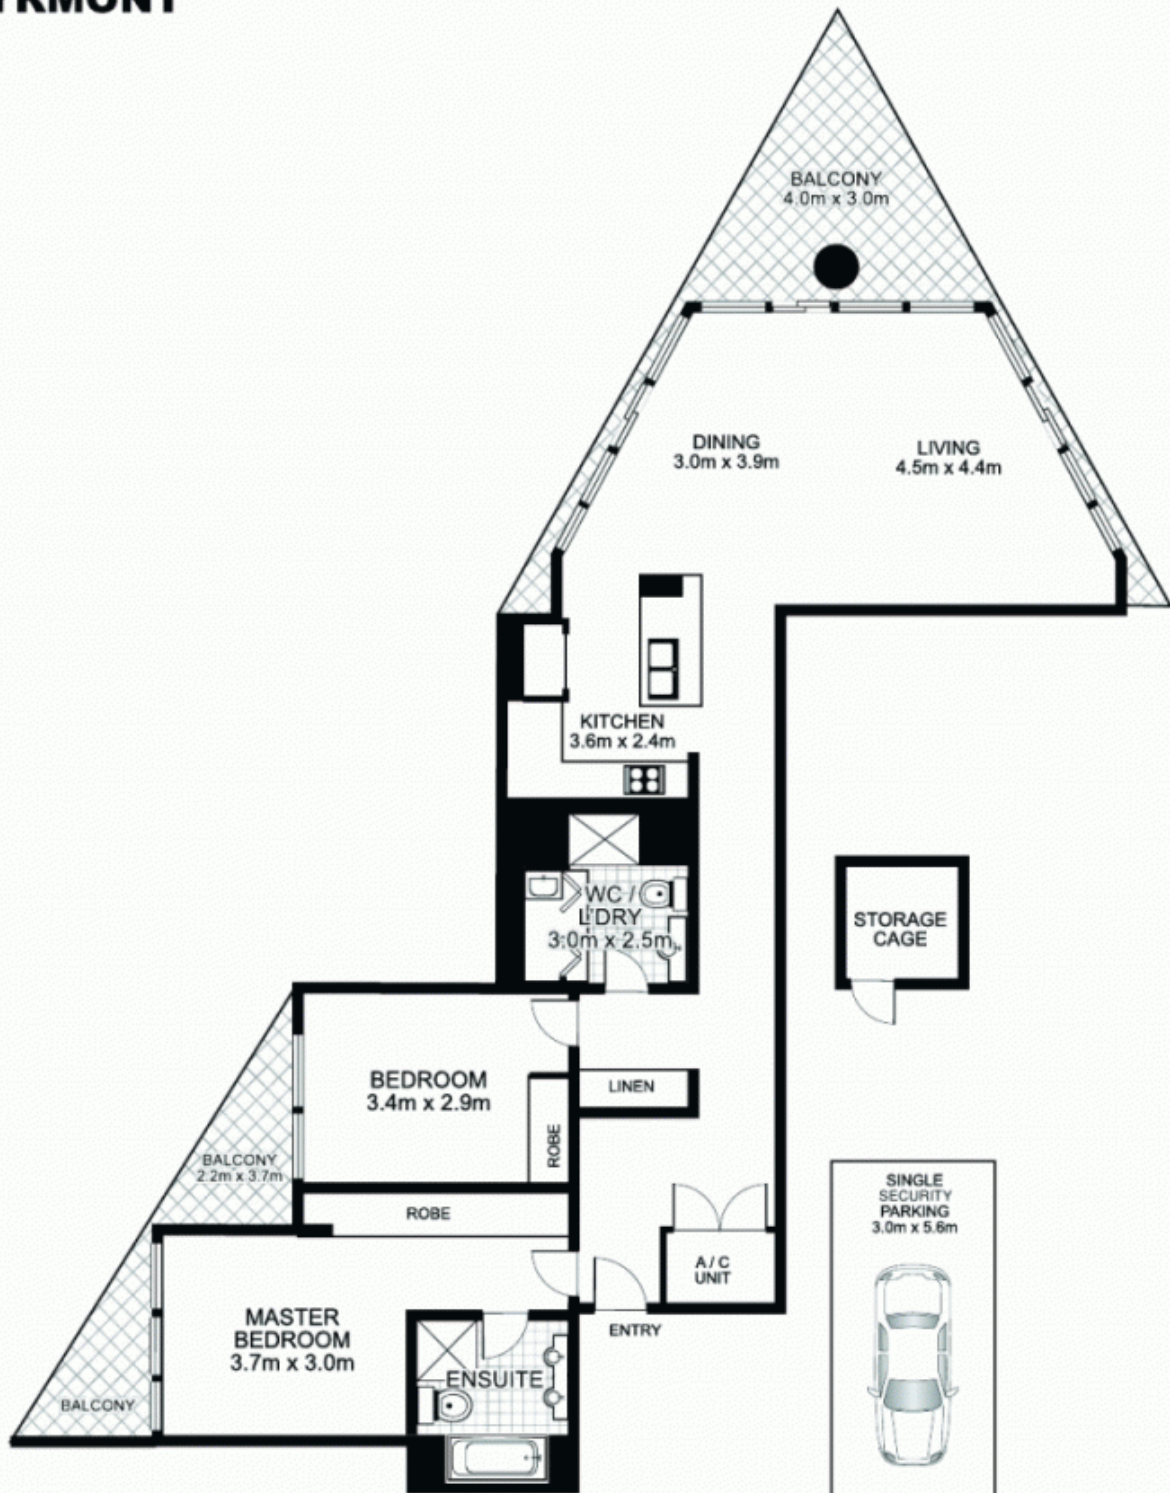 BALCONY
4.0m x 3.0m
DINING
3.0m x 3.9m
LIVING
4.5m x 4.4m
KITCHEN
3.6m x 2.4m
WC /
L'DRY
3.0m x 2.5m
STORAGE
CAGE
BEDROOM
3.4m x 2.9m
LINEN
ROBE
BALCONY
2.2m x 3.7m
ROBE
SINGLE
SECURITY
PARKING
3.0m x 5.6m
A / C
UNIT
MASTER
BEDROOM
3.7m x 3.0m
ENTRY
ENSUITE
BALCONY